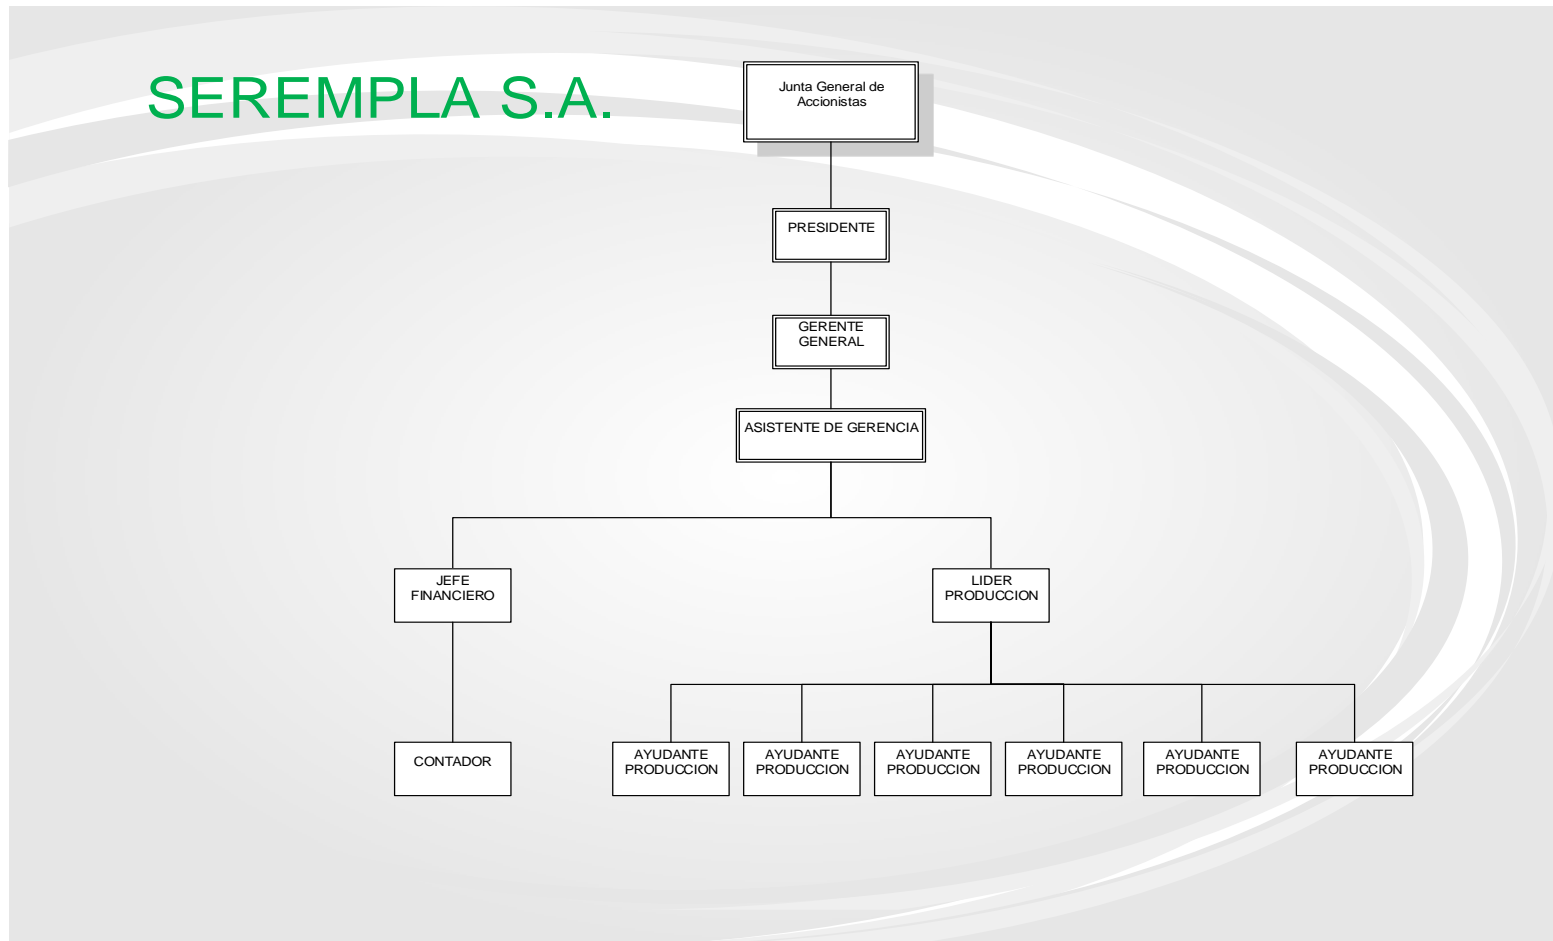 SEREMPLA S.A.
Junta General de
Accionistas
PRESIDENTE
GERENTE
GENERAL
ASISTENTE DE GERENCIA
JEFE
FINANCIERO
LIDER
PRODUCCION
CONTADOR
AYUDANTE
PRODUCCION
AYUDANTE
PRODUCCION
AYUDANTE
PRODUCCION
AYUDANTE
PRODUCCION
AYUDANTE
PRODUCCION
AYUDANTE
PRODUCCION